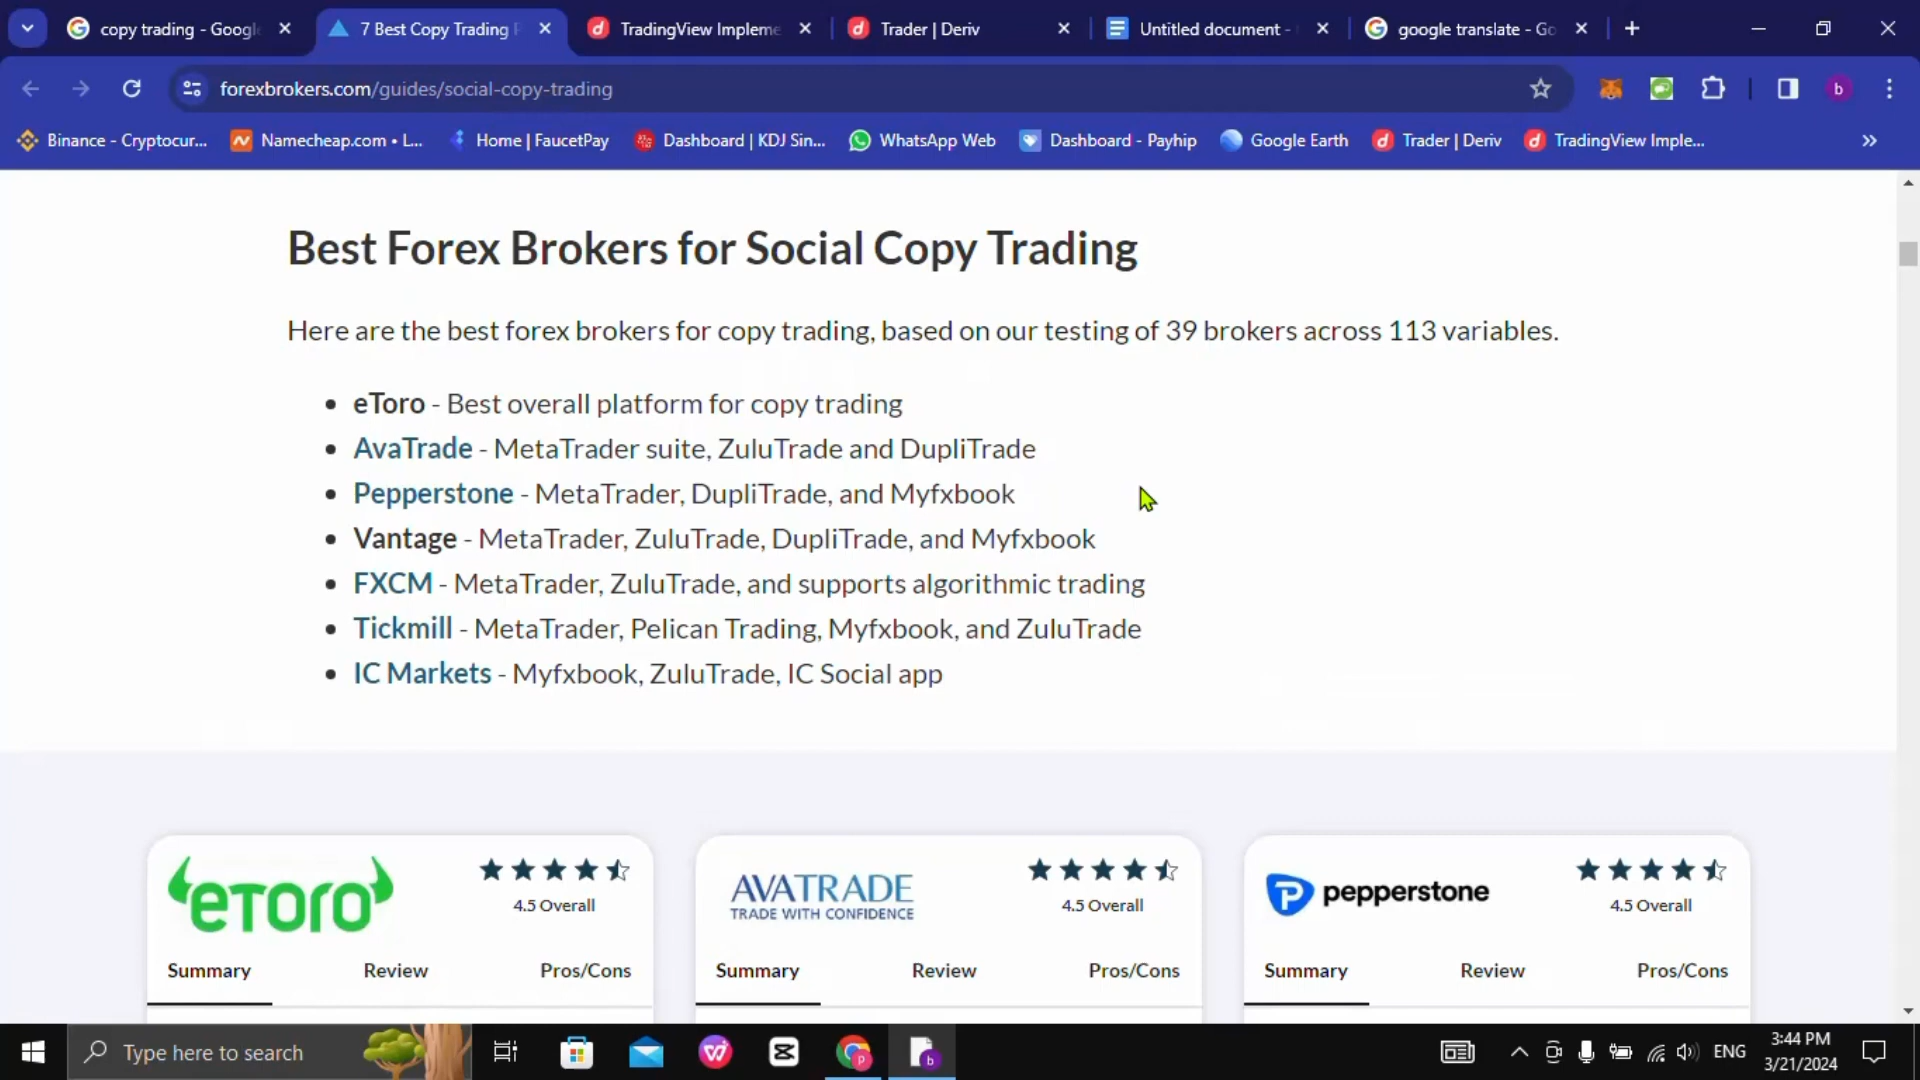 copy trading - Googl
7 Best Copy Trading P
TradingView Impleme
Trader | Deriv
Untitled document -
google translate - Go
forexbrokers.com/guides/social-copy-trading
b
Binance - Cryptocur...
Namecheap.com • L...
Home | FaucetPay
Dashboard | KDJ Sin...
WhatsApp Web
Dashboard - Payhip
Google Earth
Trader | Deriv
TradingView Imple...
Best Forex Brokers for Social Copy Trading
Here are the best forex brokers for copy trading, based on our testing of 39 brokers across 113 variables.
eToro - Best overall platform for copy trading
AvaTrade - MetaTrader suite, ZuluTrade and DupliTrade
Pepperstone - MetaTrader, DupliTrade, and Myfxbook
Vantage - MetaTrader, ZuluTrade, DupliTrade, and Myfxbook
FXCM - MetaTrader, ZuluTrade, and supports algorithmic trading
Tickmill - MetaTrader, Pelican Trading, Myfxbook, and ZuluTrade
IC Markets - Myfxbook, ZuluTrade, IC Social app
eTORO
4.5 Overall
Summary Review Pros/Cons
AVATRADE
TRADE WITH CONFIDENCE
4.5 Overall
Summary Review Pros/Cons
pepperstone
4.5 Overall
Summary Review Pros/Cons
Type here to search
ENG
3:44 PM
3/21/2024